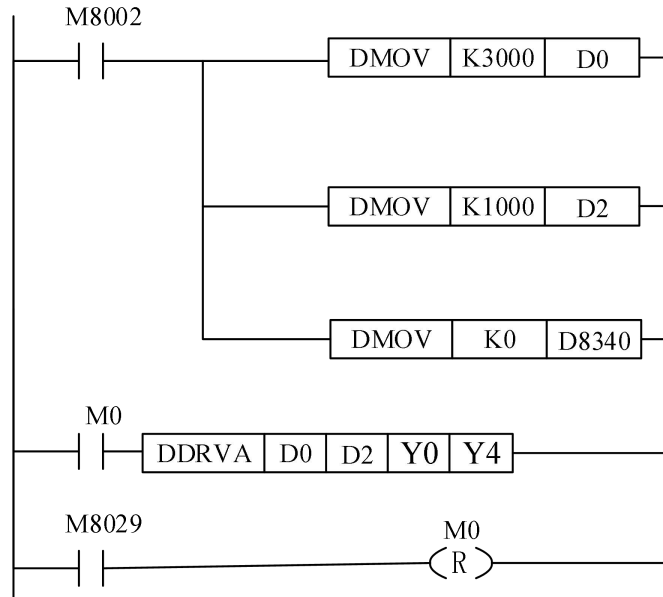 M8002
DMOV K3000 D0
DMOV K1000 D2
DMOV K0 D8340
M0
DDRVA D0 D2 Y0 Y4
M8029
M0
R